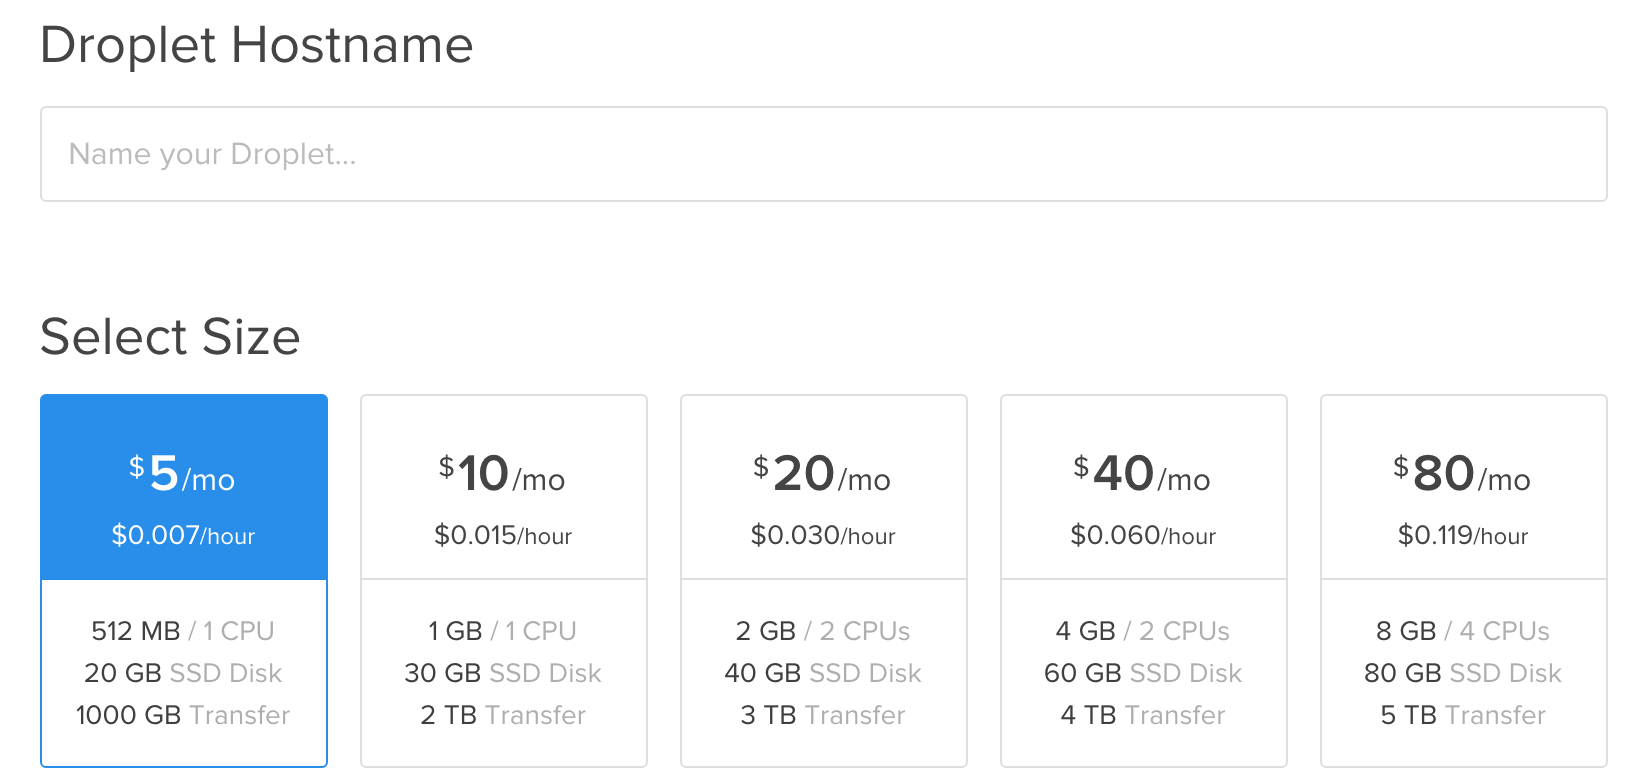 Droplet Hostname
Name your Droplet...
Select Size
$5/mo
$0.007/hour
512 MB / 1 CPU
20 GB SSD Disk
1000 GB Transfer
$10/mo
$0.015/hour
1 GB / 1 CPU
30 GB SSD Disk
2 TB Transfer
$20/mo
$0.030/hour
2 GB / 2 CPUs
40 GB SSD Disk
3 TB Transfer
$40/mo
$0.060/hour
4 GB / 2 CPUs
60 GB SSD Disk
4 TB Transfer
$80/mo
$0.119/hour
8 GB / 4 CPUs
80 GB SSD Disk
5 TB Transfer